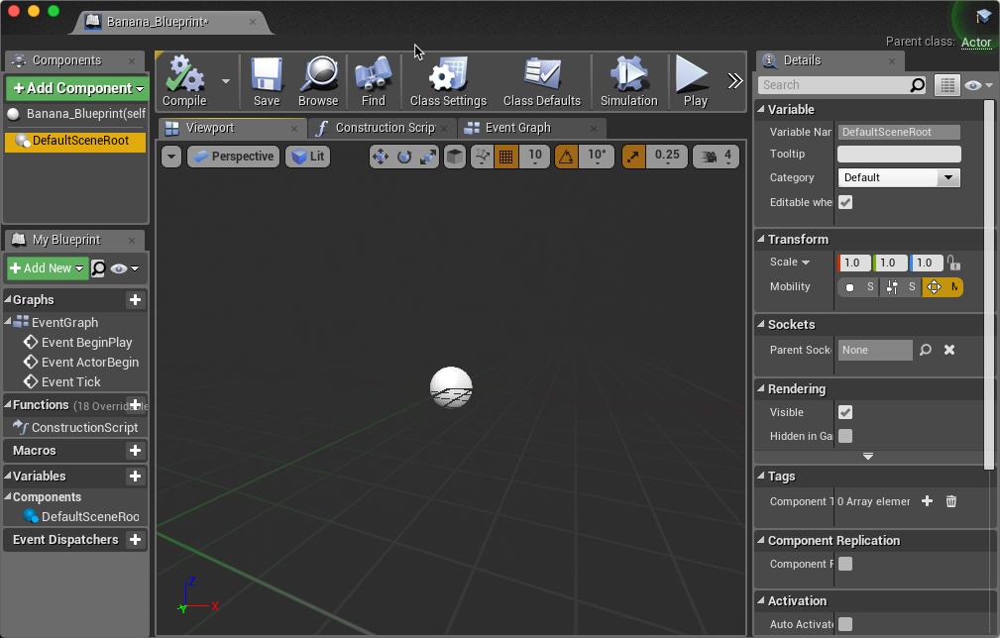 Banana_Blueprint*
Parent class: Actor
Components
+Add Component
Banana_Blueprint(self
DefaultSceneRoot
My Blueprint
+Add New
Graphs
EventGraph
Event BeginPlay
Event ActorBegin
Event Tick
Functions (18 Overridable
ConstructionScript
Macros
Variables
Components
DefaultSceneRoo
Event Dispatchers
Compile
Save
Browse
Find
Class Settings
Class Defaults
Simulation
Play
Viewport
Construction Scrip
Event Graph
Perspective
Lit
10
10°
0.25
4
Z
X
Y
Details
Search
Variable
Variable Nar DefaultSceneRoot
Tooltip
Category Default
Editable whe
Transform
Scale 1.0 1.0 1.0
Mobility S S M
Sockets
Parent Sock None
Rendering
Visible
Hidden in Ga
Tags
Component T 0 Array elemer
Component Replication
Component R
Activation
Auto Activate